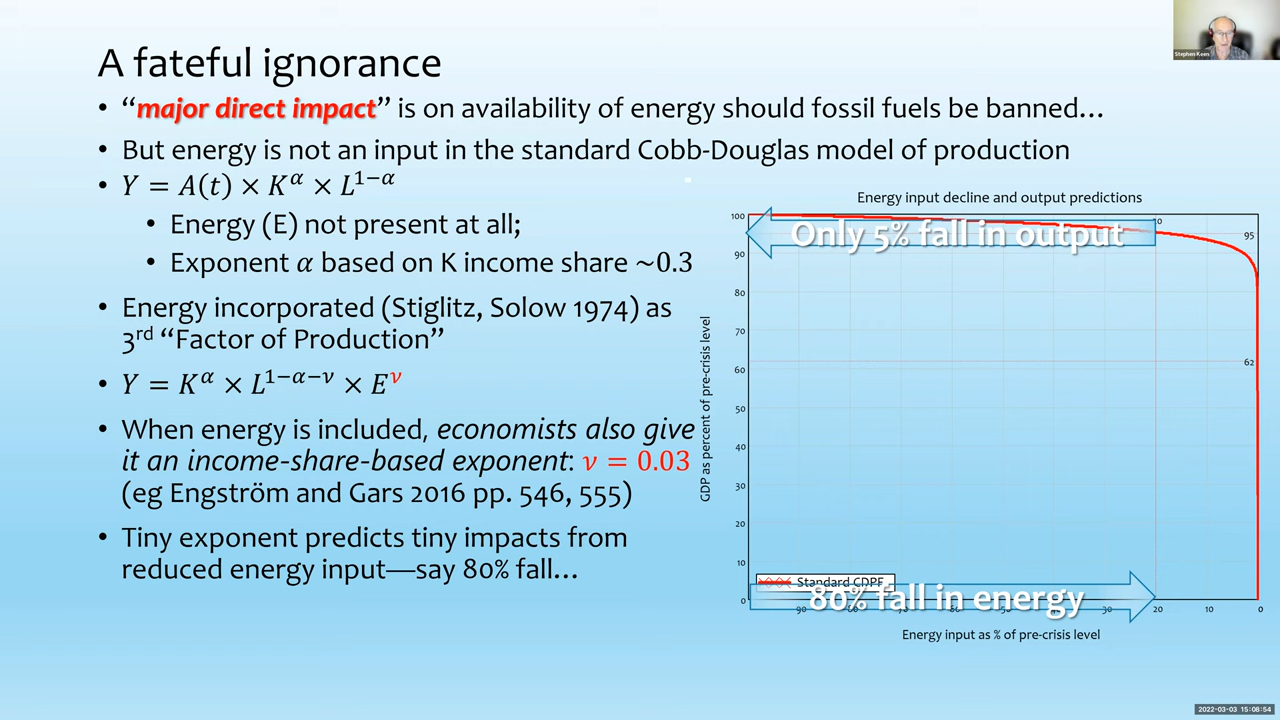 A fateful ignorance
Stephen Keen
• “major direct impact” is on availability of energy should fossil fuels be banned…
• But energy is not an input in the standard Cobb-Douglas model of production
• Y = A(t) × K^α × L^{1−α}
• Energy (E) not present at all;
• Exponent α based on K income share ~0.3
• Energy incorporated (Stiglitz, Solow 1974) as
3rd “Factor of Production”
• Y = K^α × L^{1−α−ν} × E^ν
• When energy is included, economists also give
it an income-share-based exponent: ν = 0.03
(eg Engström and Gars 2016 pp. 546, 555)
• Tiny exponent predicts tiny impacts from
reduced energy input—say 80% fall…
Energy input decline and output predictions
Only 5% fall in output
GDP as percent of pre-crisis level
100
90
80
70
60
50
40
30
20
10
0
95
62
Standard CDPF
80% fall in energy
90
30
20
10
0
Energy input as % of pre-crisis level
2022-03-03 15:08:54